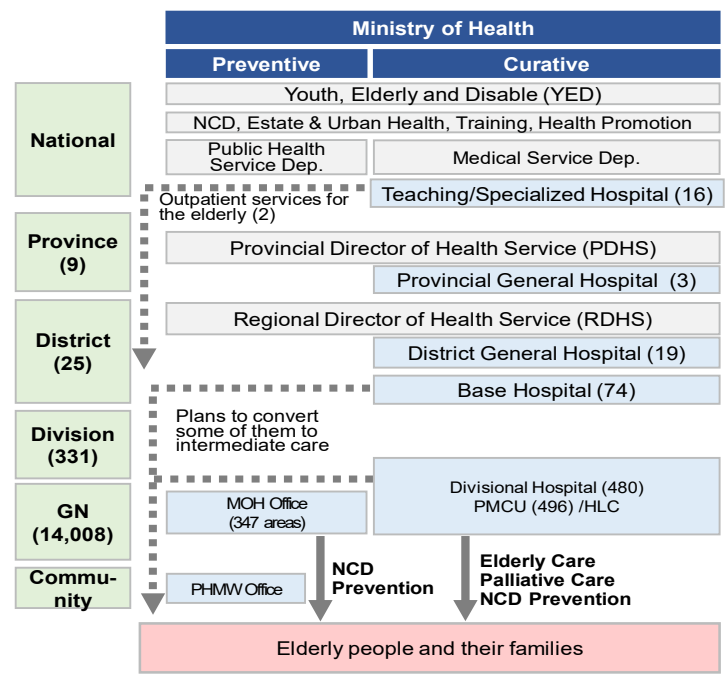 Ministry of Health
Preventive
Curative
National
Youth, Elderly and Disable (YED)
NCD, Estate & Urban Health, Training, Health Promotion
Public Health
Service Dep.
Medical Service Dep.
Teaching/Specialized Hospital (16)
Outpatient services for
the elderly (2)
Province
(9)
Provincial Director of Health Service (PDHS)
Provincial General Hospital (3)
District
(25)
Regional Director of Health Service (RDHS)
District General Hospital (19)
Base Hospital (74)
Plans to convert
some of them to
intermediate care
Division
(331)
GN
(14,008)
MOH Office
(347 areas)
Divisional Hospital (480)
PMCU (496) /HLC
Commu-
nity
PHMW Office
NCD
Prevention
Elderly Care
Palliative Care
NCD Prevention
Elderly people and their families